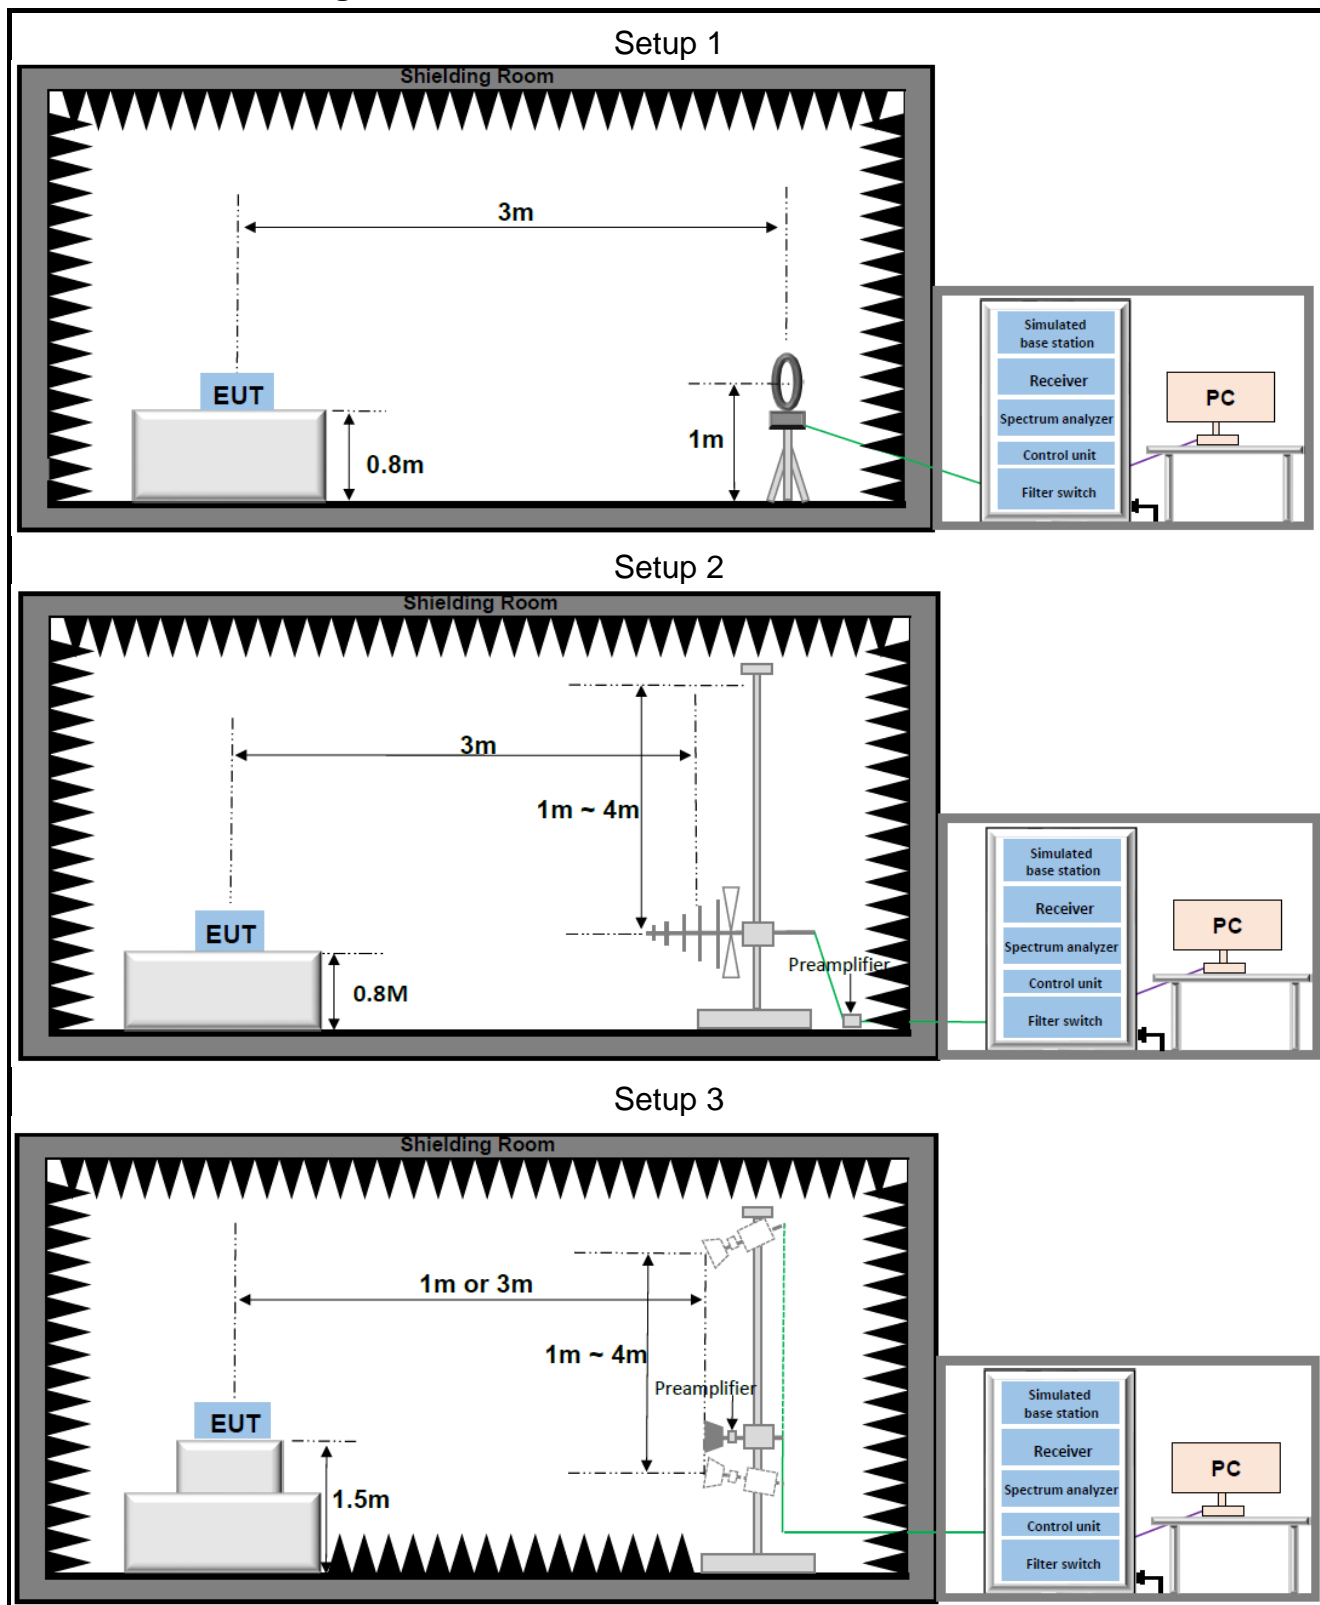 Setup 1
Shielding Room
3m
EUT
0.8m
1m
Simulated
base station
Receiver
Spectrum analyzer
Control unit
Filter switch
PC
Setup 2
Shielding Room
3m
1m ~ 4m
EUT
0.8M
Preamplifier
Simulated
base station
Receiver
Spectrum analyzer
Control unit
Filter switch
PC
Setup 3
Shielding Room
1m or 3m
1m ~ 4m
Preamplifier
EUT
1.5m
Simulated
base station
Receiver
Spectrum analyzer
Control unit
Filter switch
PC